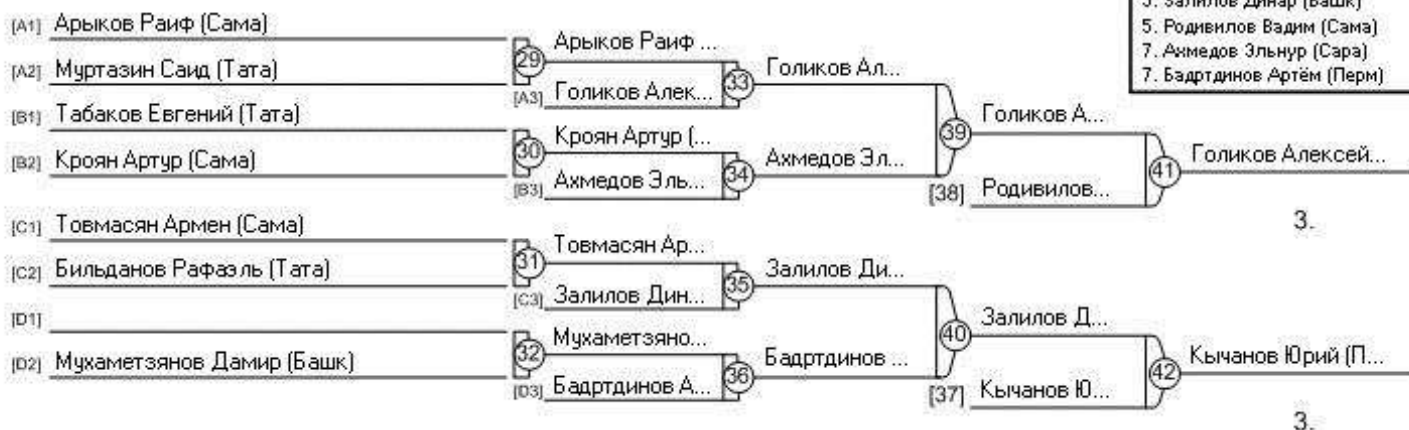 5. Залилов Динар (Башк)
5. Родивилов Вадим (Сама)
7. Ахмедов Эльнур (Сара)
7. Бадртдинов Артём (Перм)
[A1] Арыков Раиф (Сама)
[A2] Муртазин Саид (Тата)
29
Арыков Раиф ...
[A3] Голиков Алек...
33
Голиков Ал...
[B1] Табаков Евгений (Тата)
[B2] Кроян Артур (Сама)
30
Кроян Артур (...
[B3] Ахмедов Эль...
34
Ахмедов Эл...
39
Голиков А...
[38] Родивилов...
41
Голиков Алексей...
3.
[C1] Товмасян Армен (Сама)
[C2] Бильданов Рафаэль (Тата)
31
Товмасян Ар...
[C3] Залилов Дин...
35
Залилов Ди...
[D1]
[D2] Мухаметзянов Дамир (Башк)
32
Мухаметзяно...
[D3] Бадртдинов А...
36
Бадртдинов ...
40
Залилов Д...
[37] Кычанов Ю...
42
Кычанов Юрий (П...
3.